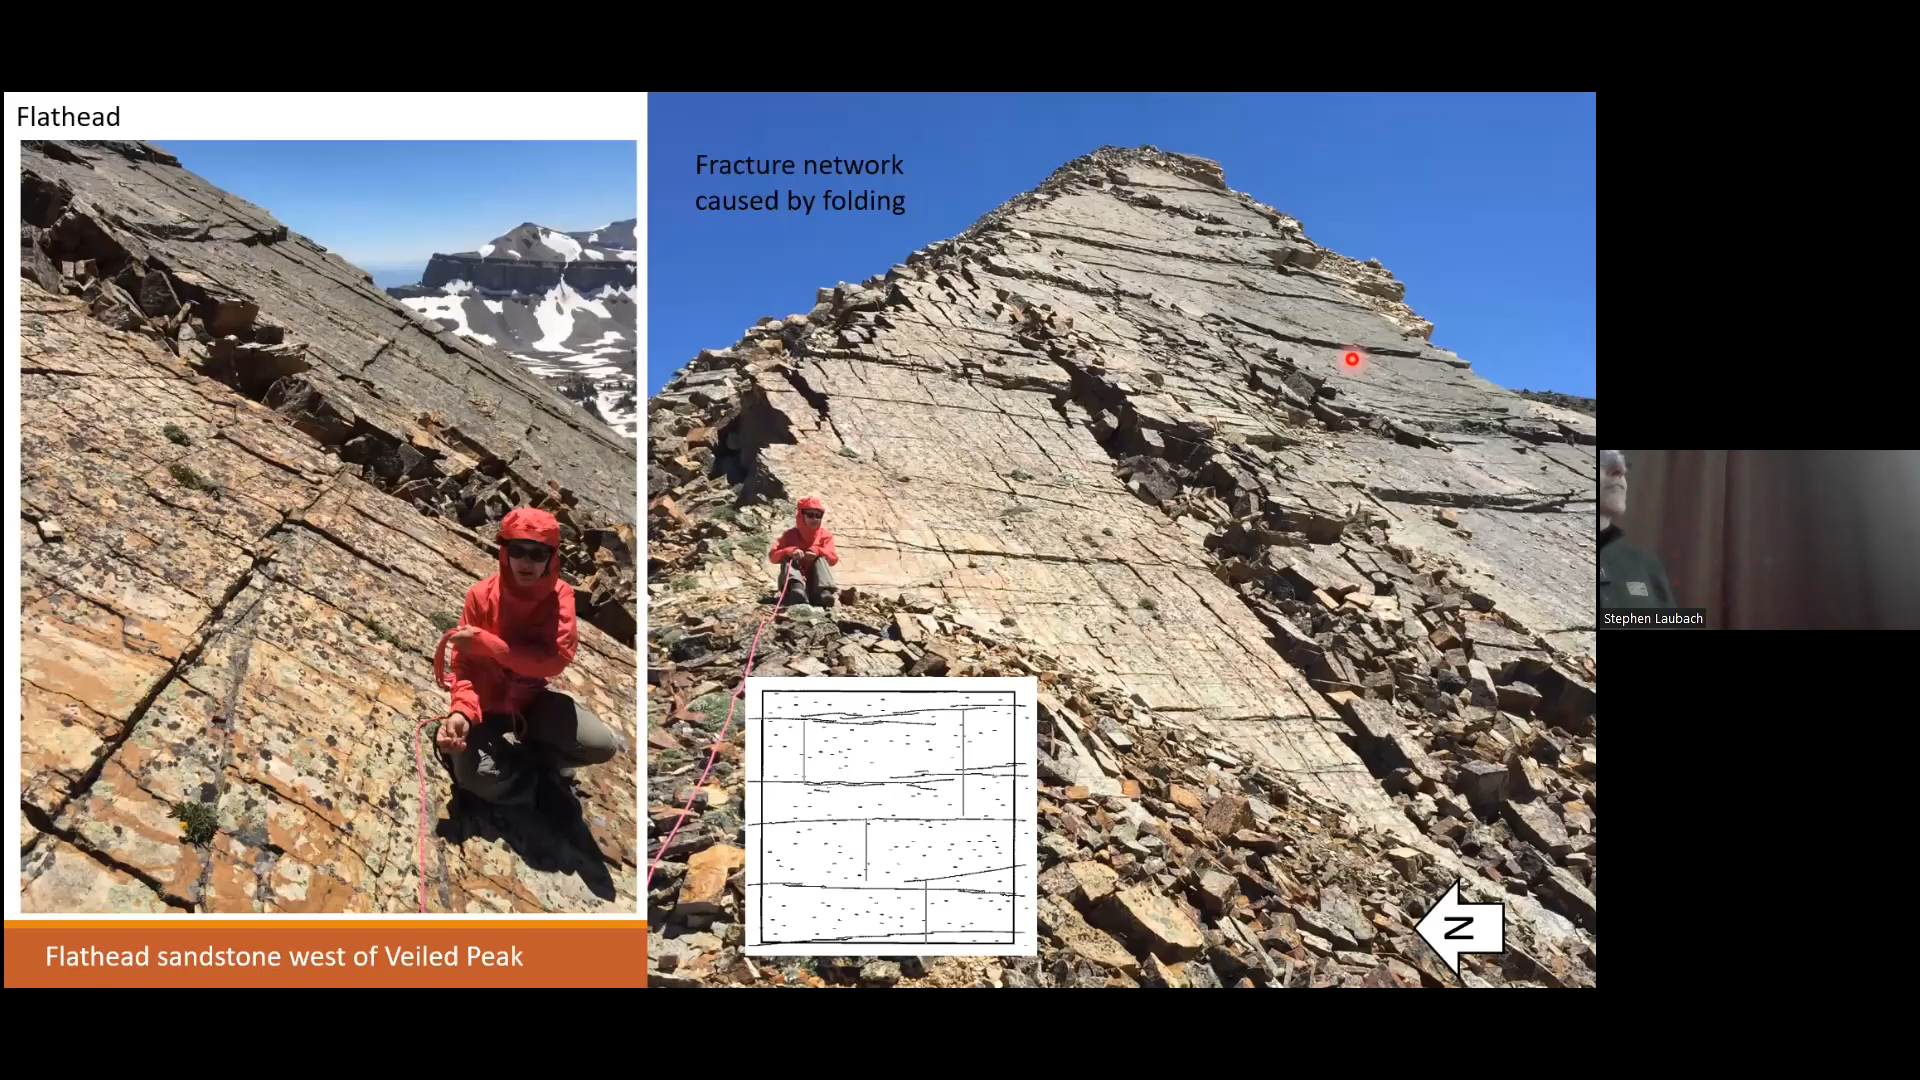 Flathead
Fracture network
caused by folding
Stephen Laubach
N
Flathead sandstone west of Veiled Peak